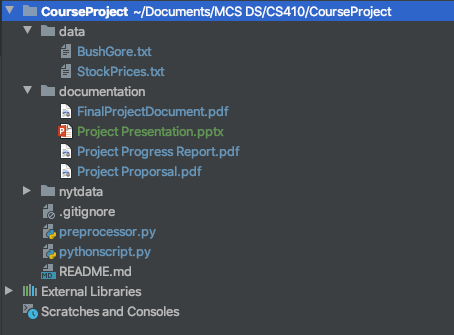 CourseProject ~/Documents/MCS DS/CS410/CourseProject
data
BushGore.txt
StockPrices.txt
documentation
FinalProjectDocument.pdf
Project Presentation.pptx
Project Progress Report.pdf
Project Proporsal.pdf
nytdata
.gitignore
preprocessor.py
pythonscript.py
README.md
External Libraries
Scratches and Consoles